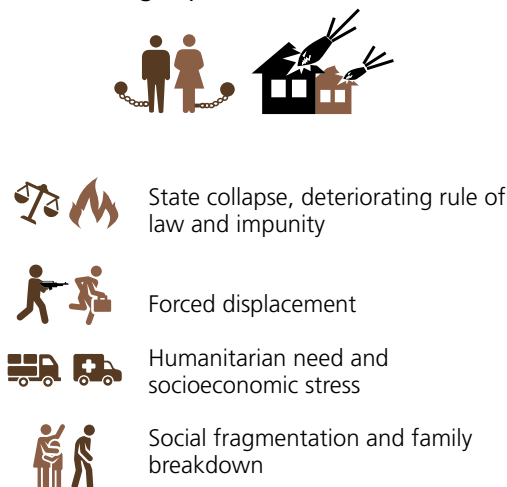 State collapse, deteriorating rule of
law and impunity
Forced displacement
Humanitarian need and
socioeconomic stress
Social fragmentation and family
breakdown